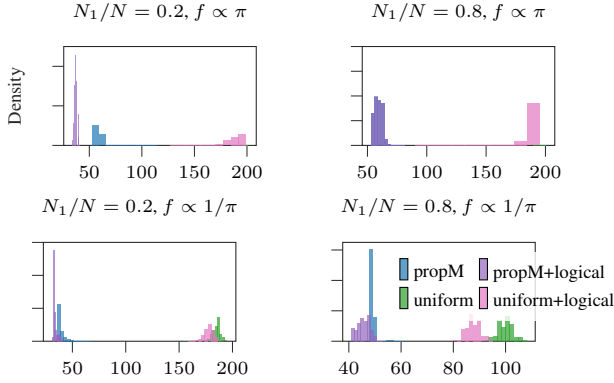 N₁/N = 0.2, f ∝ π
N₁/N = 0.8, f ∝ π
Density
50 100 150 200
50 100 150 200
N₁/N = 0.2, f ∝ 1/π
N₁/N = 0.8, f ∝ 1/π
propM
propM+logical
uniform
uniform+logical
50 100 150 200
40 60 80 100